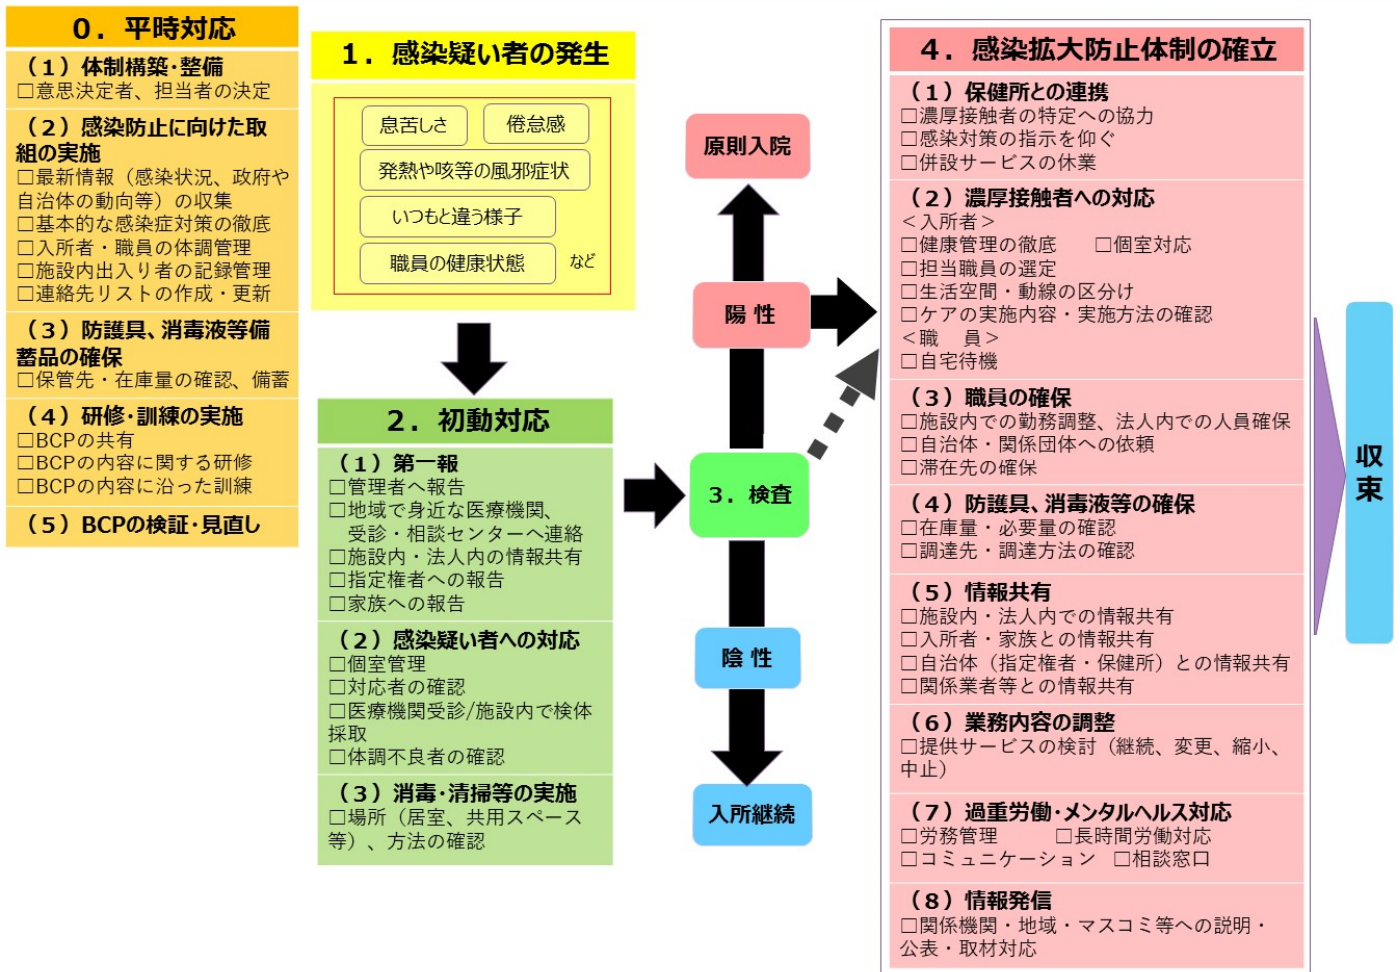 ０．平時対応
（１）体制構築・整備
□意思決定者、担当者の決定
（２）感染防止に向けた取
組の実施
□最新情報（感染状況、政府や
自治体の動向等）の収集
□基本的な感染症対策の徹底
□入所者・職員の体調管理
□施設内出入り者の記録管理
□連絡先リストの作成・更新
（３）防護具、消毒液等備
蓄品の確保
□保管先・在庫量の確認、備蓄
（４）研修・訓練の実施
□BCPの共有
□BCPの内容に関する研修
□BCPの内容に沿った訓練
（５）BCPの検証・見直し
１．感染疑い者の発生
息苦しさ
倦怠感
発熱や咳等の風邪症状
いつもと違う様子
職員の健康状態
など
２．初動対応
（１）第一報
□管理者へ報告
□地域で身近な医療機関、
受診・相談センターへ連絡
□施設内・法人内の情報共有
□指定権者への報告
□家族への報告
（２）感染疑い者への対応
□個室管理
□対応者の確認
□医療機関受診/施設内で検体
採取
□体調不良者の確認
（３）消毒・清掃等の実施
□場所（居室、共用スペース
等）、方法の確認
原則入院
陽 性
３．検査
陰 性
入所継続
４．感染拡大防止体制の確立
（１）保健所との連携
□濃厚接触者の特定への協力
□感染対策の指示を仰ぐ
□併設サービスの休業
（２）濃厚接触者への対応
＜入所者＞
□健康管理の徹底　　□個室対応
□担当職員の選定
□生活空間・動線の区分け
□ケアの実施内容・実施方法の確認
＜職　員＞
□自宅待機
（３）職員の確保
□施設内での勤務調整、法人内での人員確保
□自治体・関係団体への依頼
□滞在先の確保
（４）防護具、消毒液等の確保
□在庫量・必要量の確認
□調達先・調達方法の確認
（５）情報共有
□施設内・法人内での情報共有
□入所者・家族との情報共有
□自治体（指定権者・保健所）との情報共有
□関係業者等との情報共有
（６）業務内容の調整
□提供サービスの検討（継続、変更、縮小、
中止）
（７）過重労働・メンタルヘルス対応
□労務管理　　　□長時間労働対応
□コミュニケーション　□相談窓口
（８）情報発信
□関係機関・地域・マスコミ等への説明・
公表・取材対応
収束